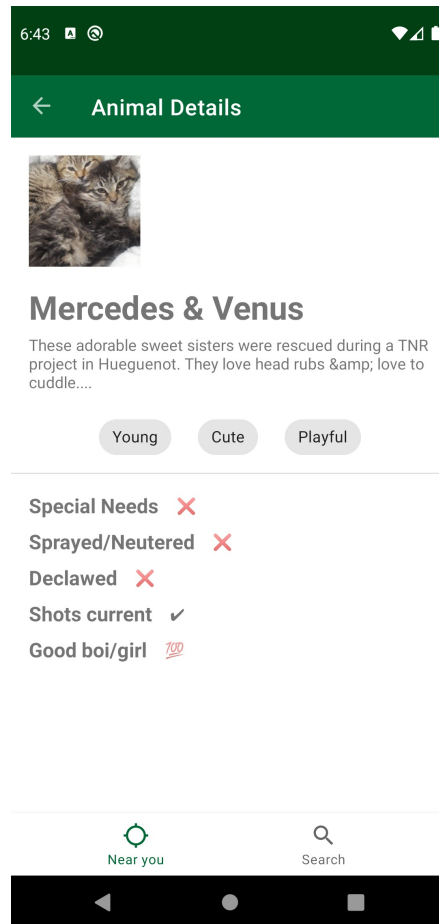 6:43
Animal Details
Mercedes & Venus
These adorable sweet sisters were rescued during a TNR
project in Hueguenot. They love head rubs &amp; love to
cuddle....
Young Cute Playful
Special Needs ❌
Sprayed/Neutered ❌
Declawed ❌
Shots current ✔
Good boi/girl 💯
Near you Search